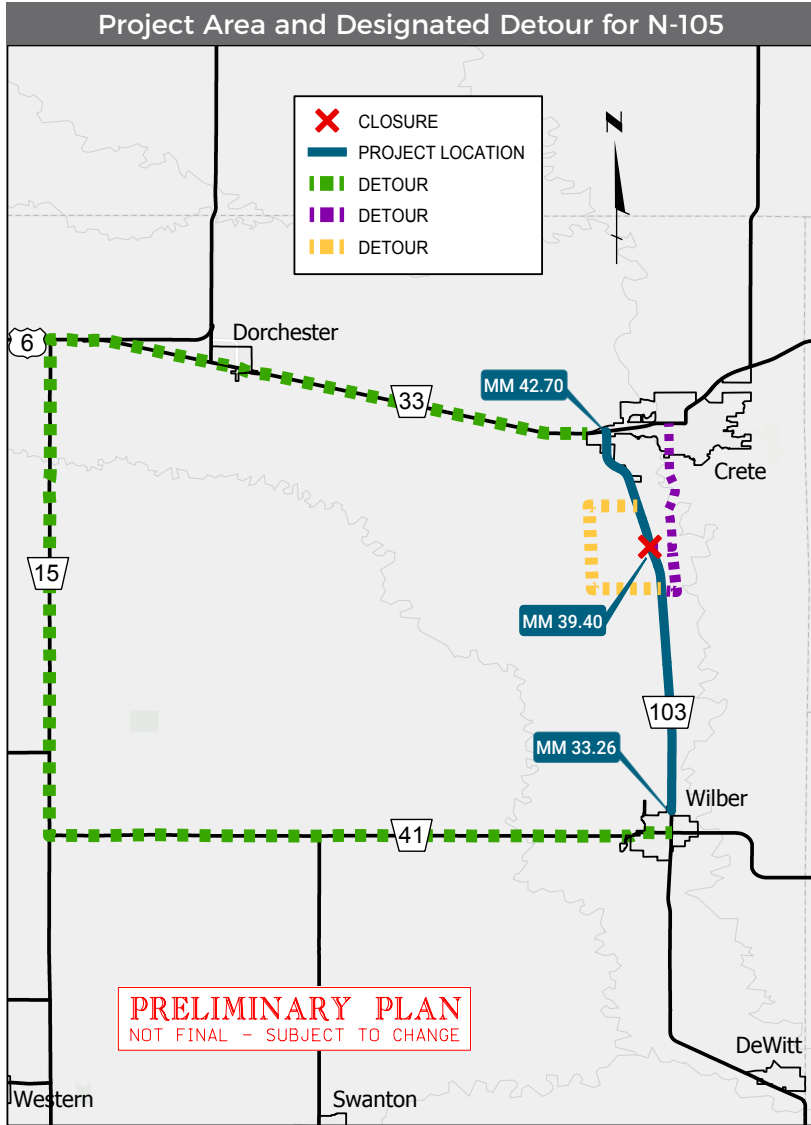 Project Area and Designated Detour for N-105
CLOSURE
PROJECT LOCATION
DETOUR
DETOUR
DETOUR
N
6
Dorchester
33
MM 42.70
Crete
15
MM 39.40
103
MM 33.26
Wilber
41
PRELIMINARY PLAN
NOT FINAL - SUBJECT TO CHANGE
DeWitt
Western
Swanton